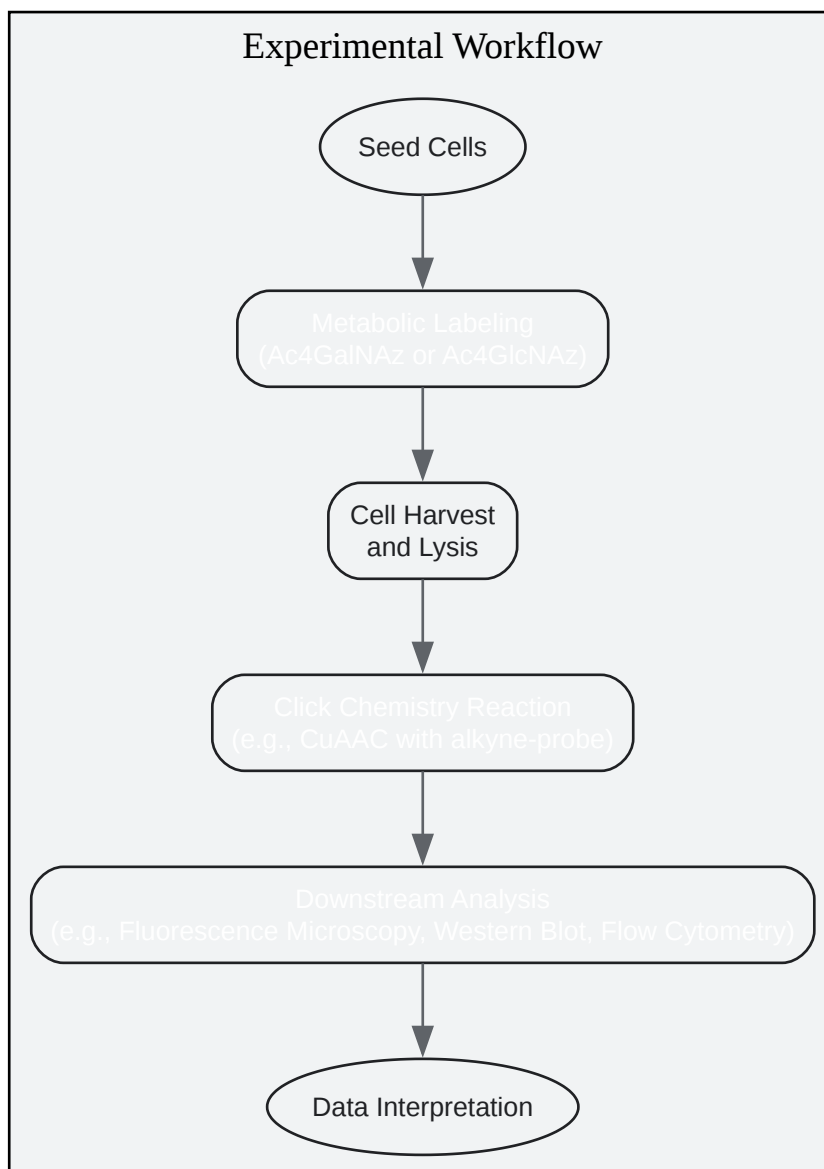 Experimental Workflow
Seed Cells
Metabolic Labeling
(Ac4GalNAz or Ac4GlcNAz)
Cell Harvest
and Lysis
Click Chemistry Reaction
(e.g., CuAAC with alkyne-probe)
Downstream Analysis
(e.g., Fluorescence Microscopy, Western Blot, Flow Cytometry)
Data Interpretation